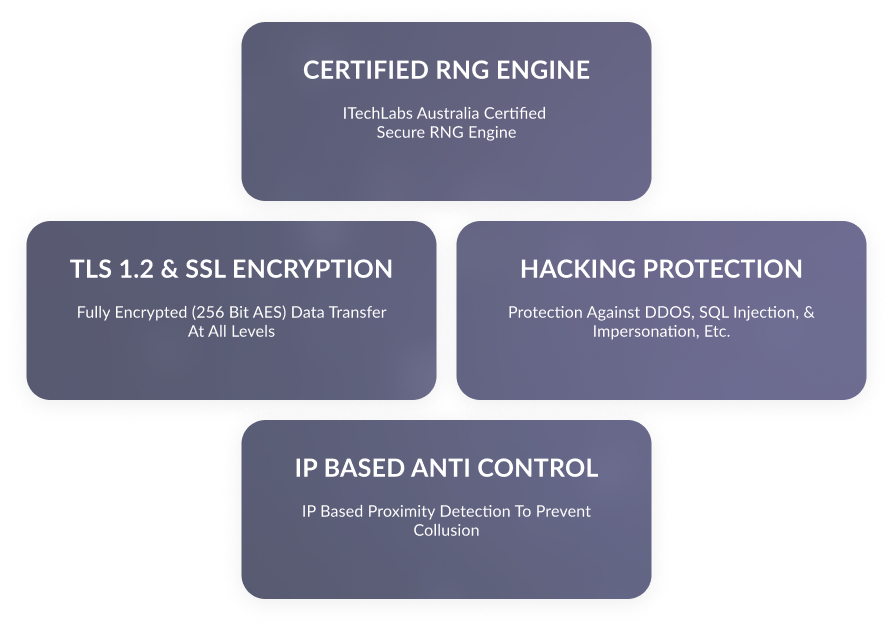 CERTIFIED RNG ENGINE
ITechLabs Australia Certified
Secure RNG Engine
TLS 1.2 & SSL ENCRYPTION
Fully Encrypted (256 Bit AES) Data Transfer
At All Levels
HACKING PROTECTION
Protection Against DDOS, SQL Injection, &
Impersonation, Etc.
IP BASED ANTI CONTROL
IP Based Proximity Detection To Prevent
Collusion